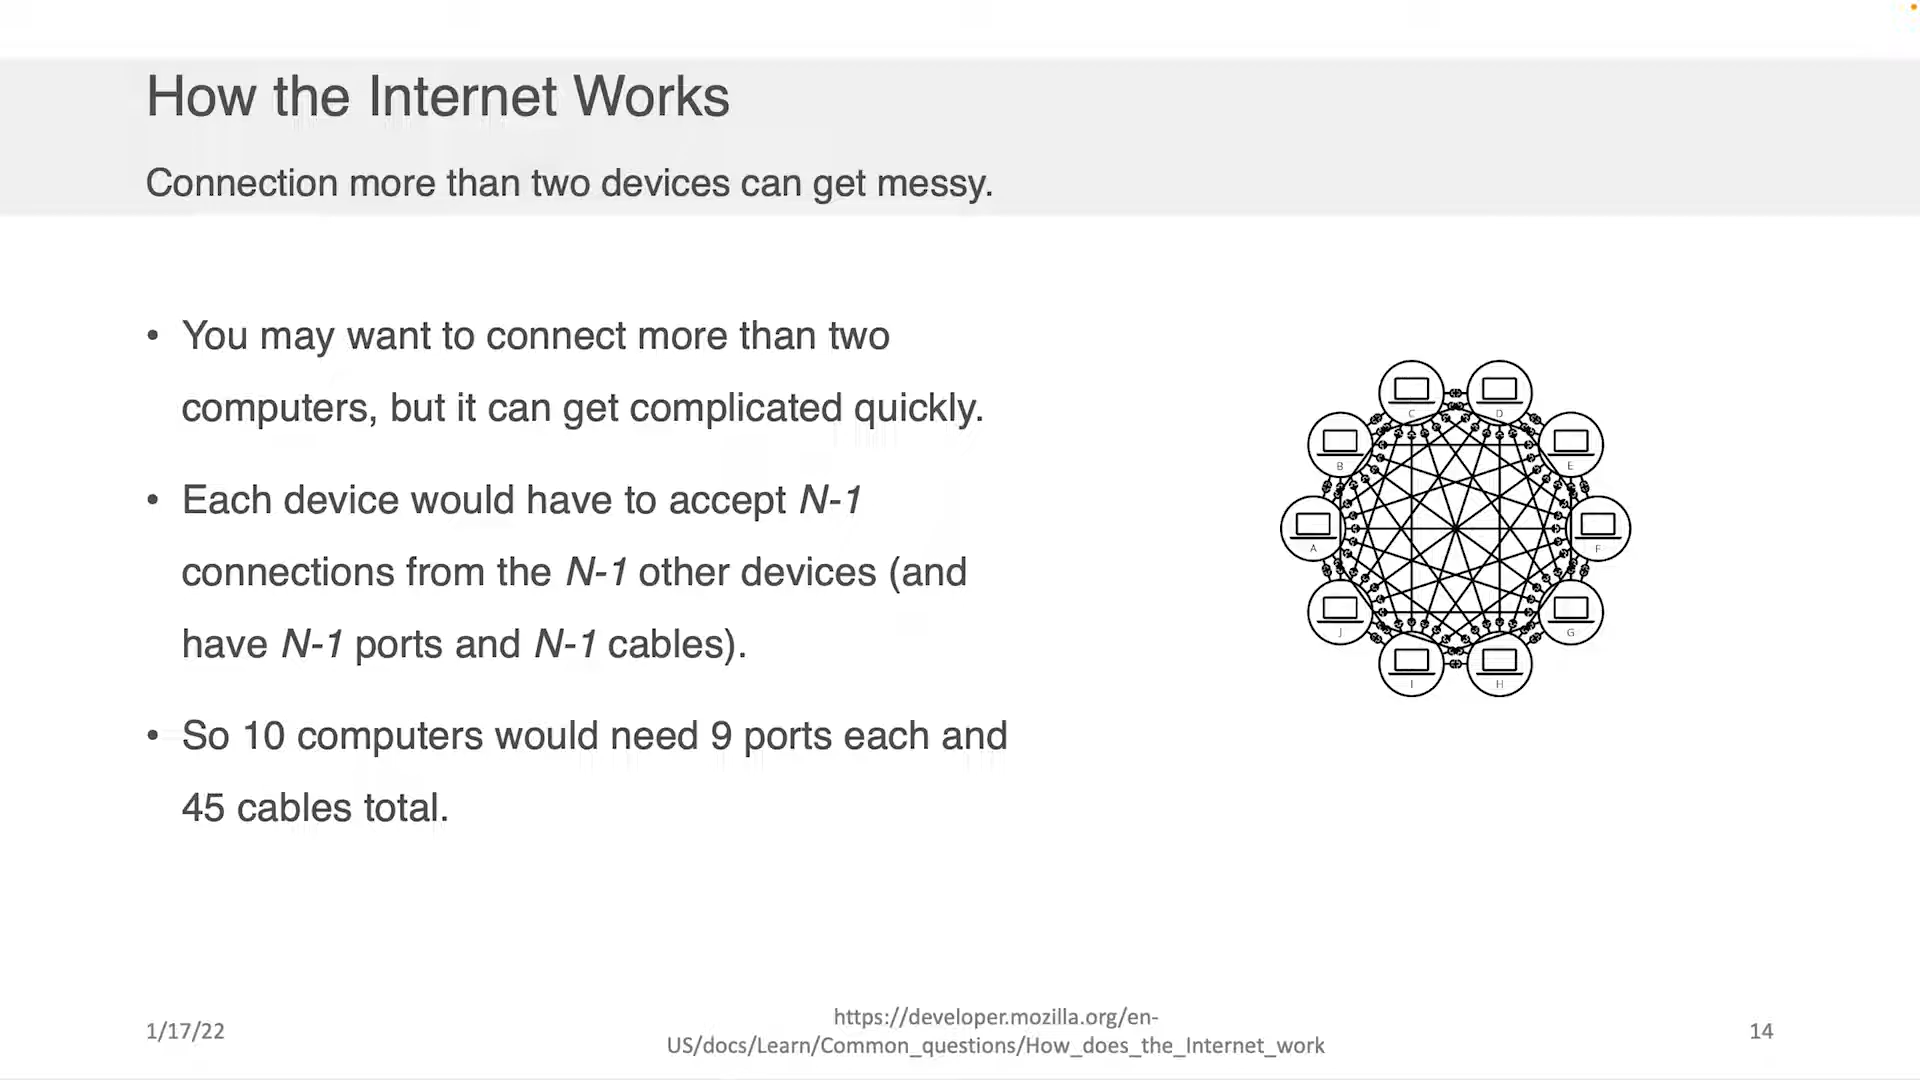 How the Internet Works
Connection more than two devices can get messy.
• You may want to connect more than two
computers, but it can get complicated quickly.
• Each device would have to accept N-1
connections from the N-1 other devices (and
have N-1 ports and N-1 cables).
• So 10 computers would need 9 ports each and
45 cables total.
C
D
B
E
A
F
J
G
I
H
1/17/22
https://developer.mozilla.org/en-
US/docs/Learn/Common_questions/How_does_the_Internet_work
14